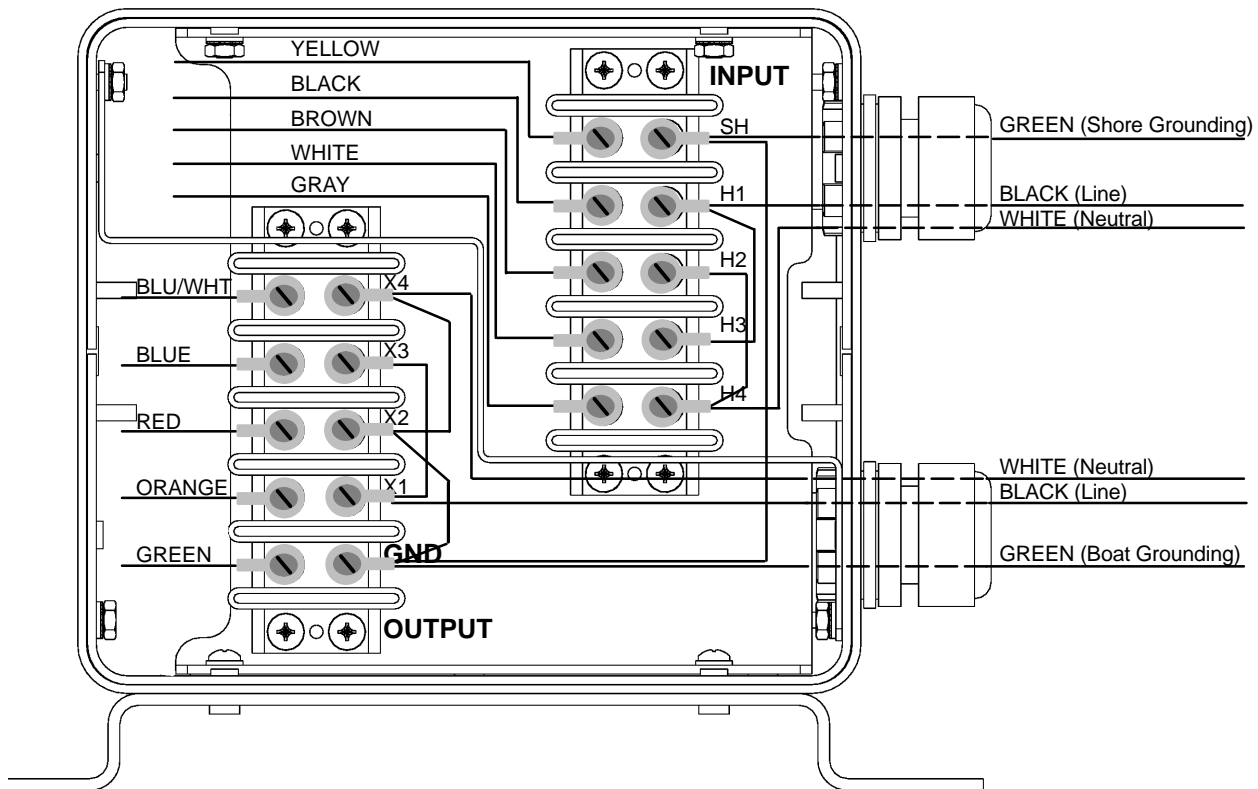 YELLOW
INPUT
BLACK
BROWN
SH
GREEN (Shore Grounding)
WHITE
GRAY
H1
BLACK (Line)
WHITE (Neutral)
H2
BLU/WHT
X4
H3
BLUE
X3
H4
RED
X2
WHITE (Neutral)
ORANGE
X1
BLACK (Line)
GREEN
GND
GREEN (Boat Grounding)
OUTPUT